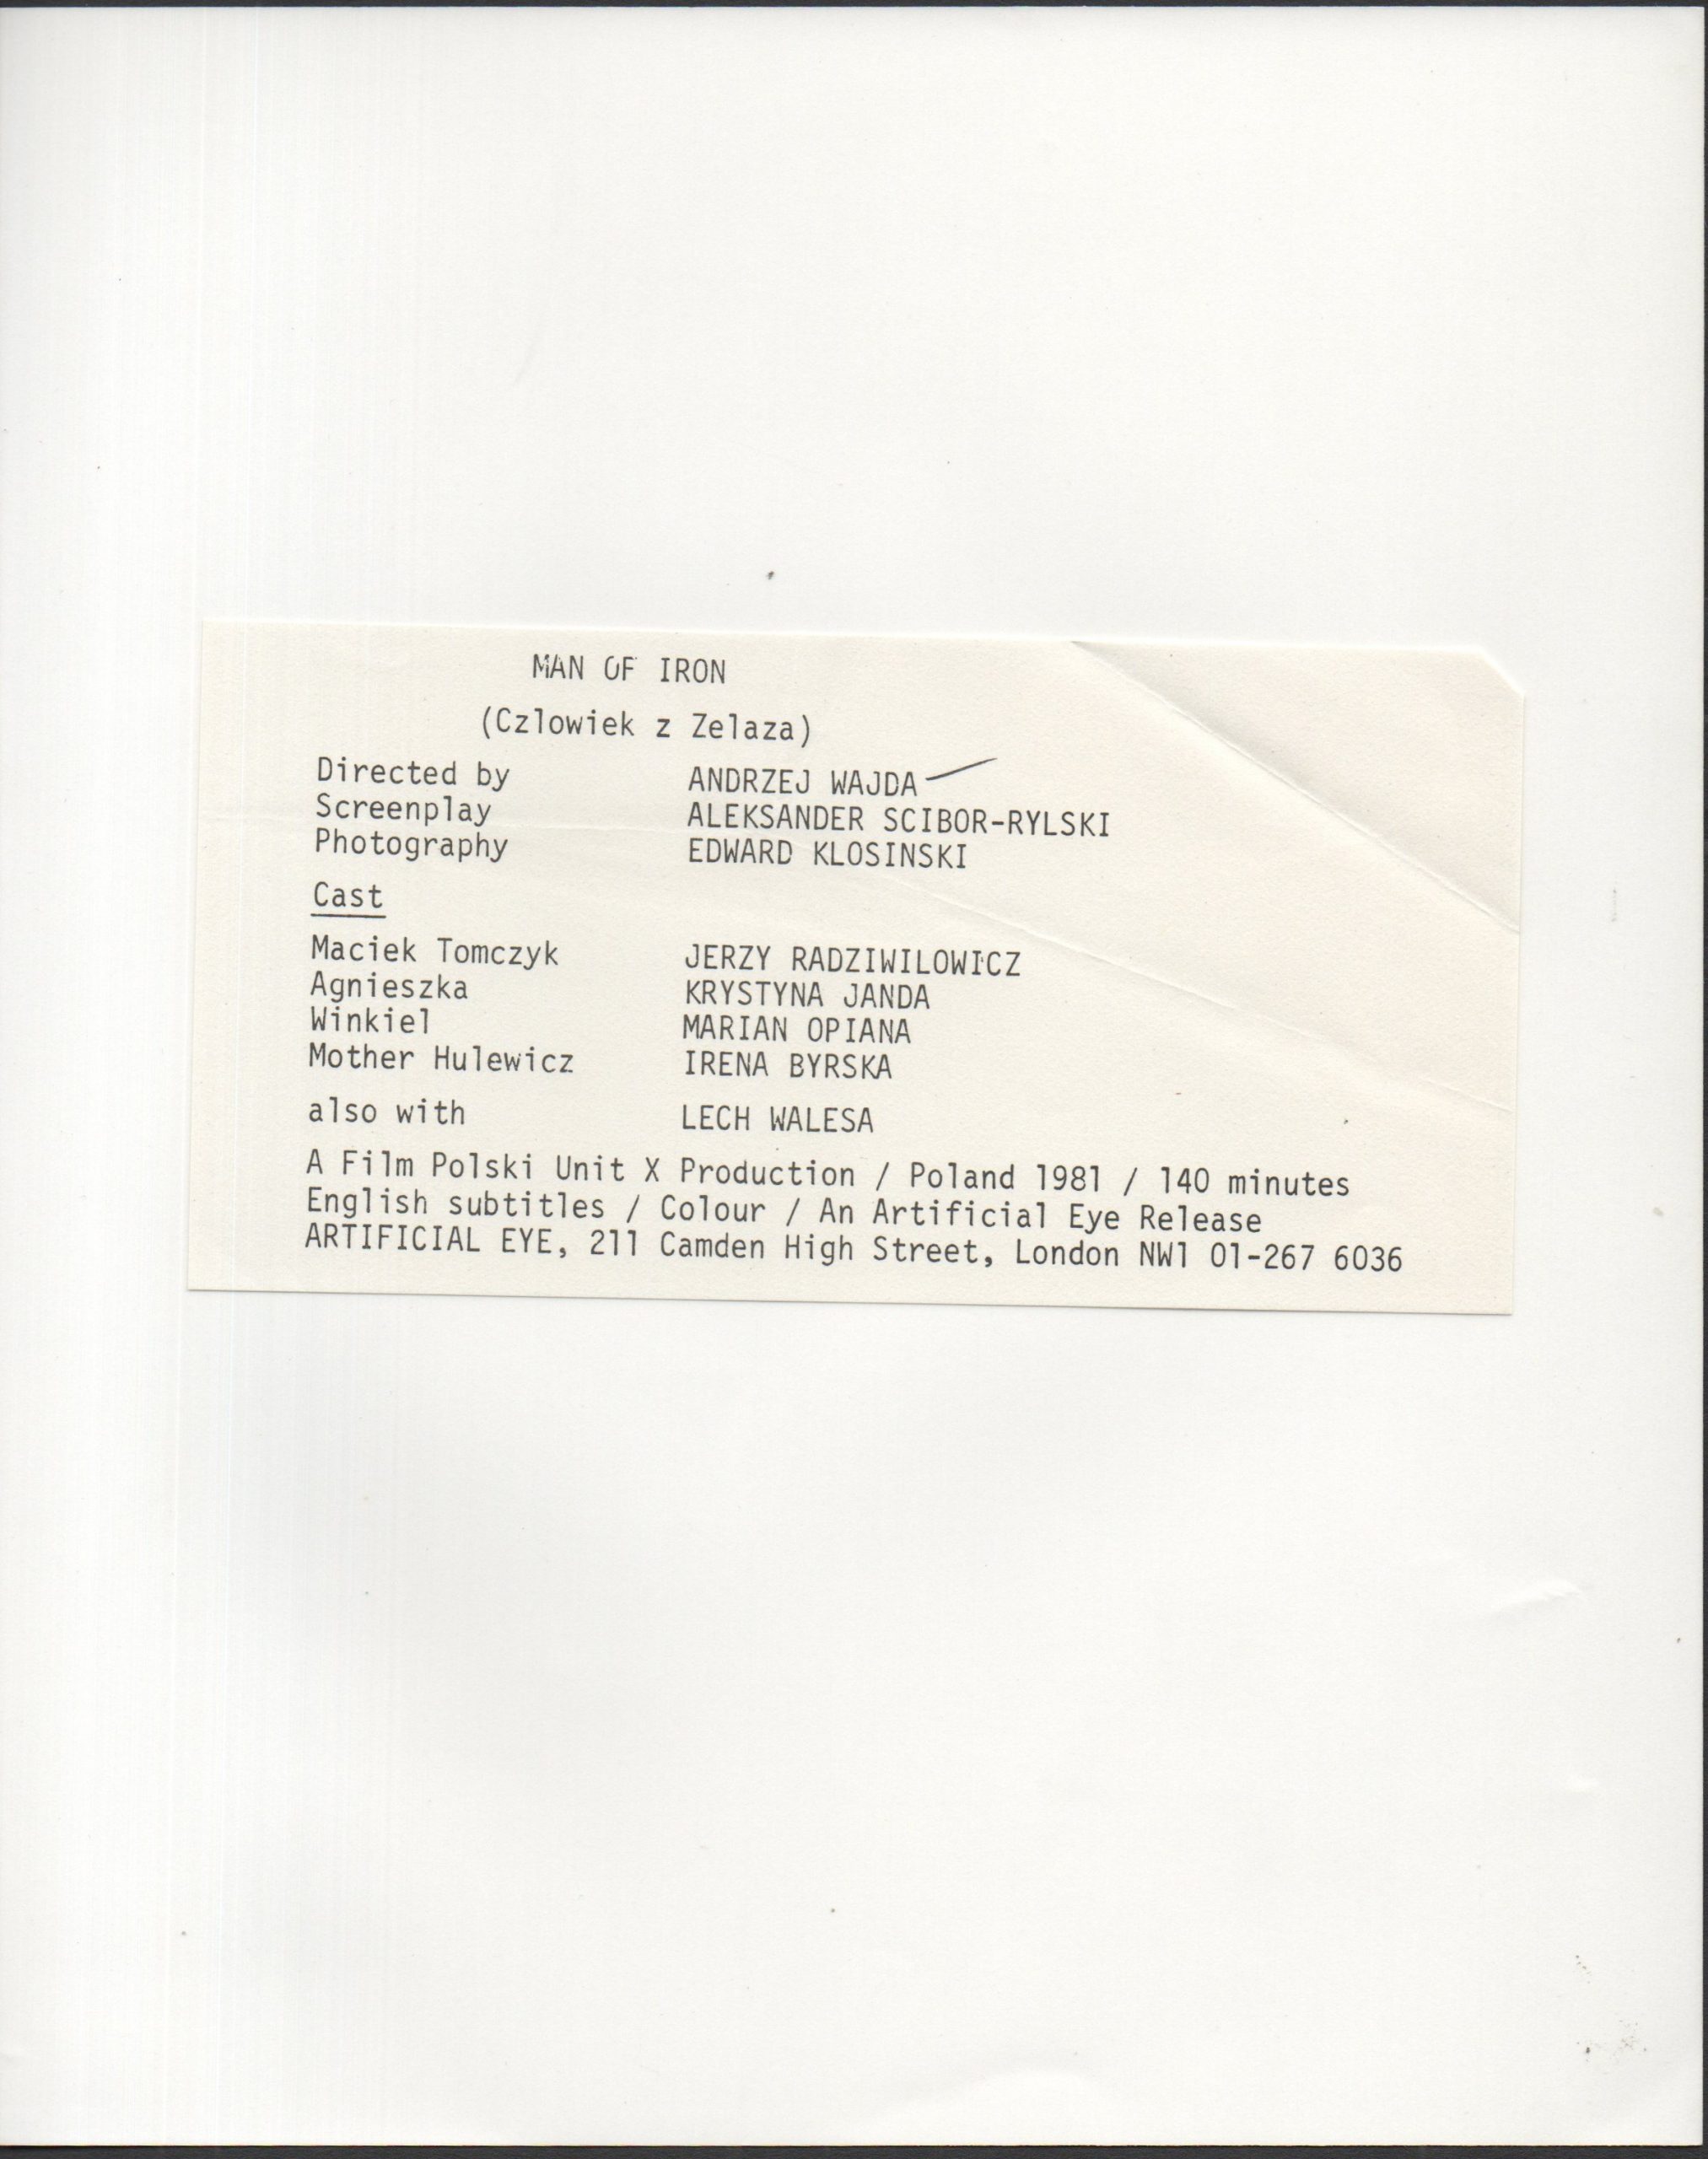 MAN OF IRON
(Czlowiek z Zelaza)
Directed by ANDRZEJ WAJDA
Screenplay ALEKSANDER SCIBOR-RYLSKI
Photography EDWARD KLOSINSKI
Cast
Maciek Tomczyk JERZY RADZIWILOWICZ
Agnieszka KRYSTYNA JANDA
Winkiel MARIAN OPIANA
Mother Hulewicz IRENA BYRSKA
also with LECH WALESA
A Film Polski Unit X Production / Poland 1981 / 140 minutes
English subtitles / Colour / An Artificial Eye Release
ARTIFICIAL EYE, 211 Camden High Street, London NW1 01-267 6036